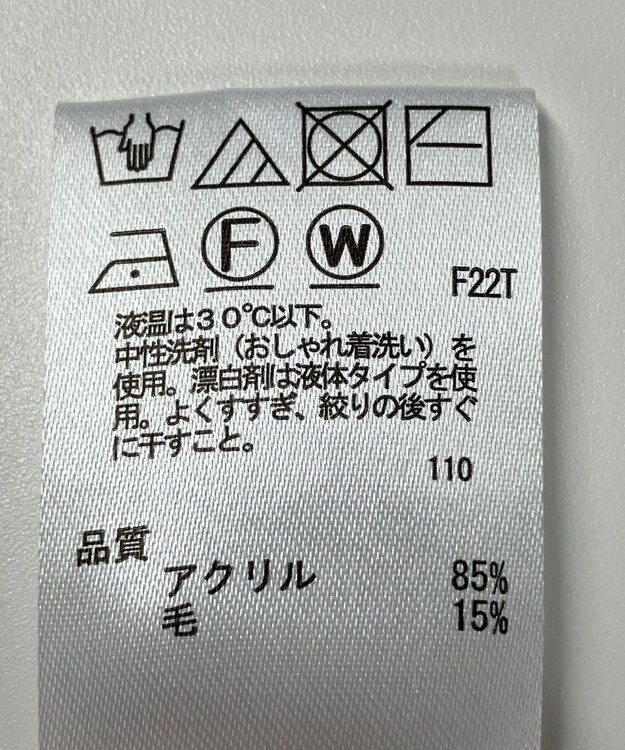 F W
F22T
液温は30℃以下。
中性洗剤（おしゃれ着洗い）を
使用。漂白剤は液体タイプを使
用。よくすすぎ、絞りの後すぐ
に干すこと。
110
品質
アクリル 85%
毛 15%